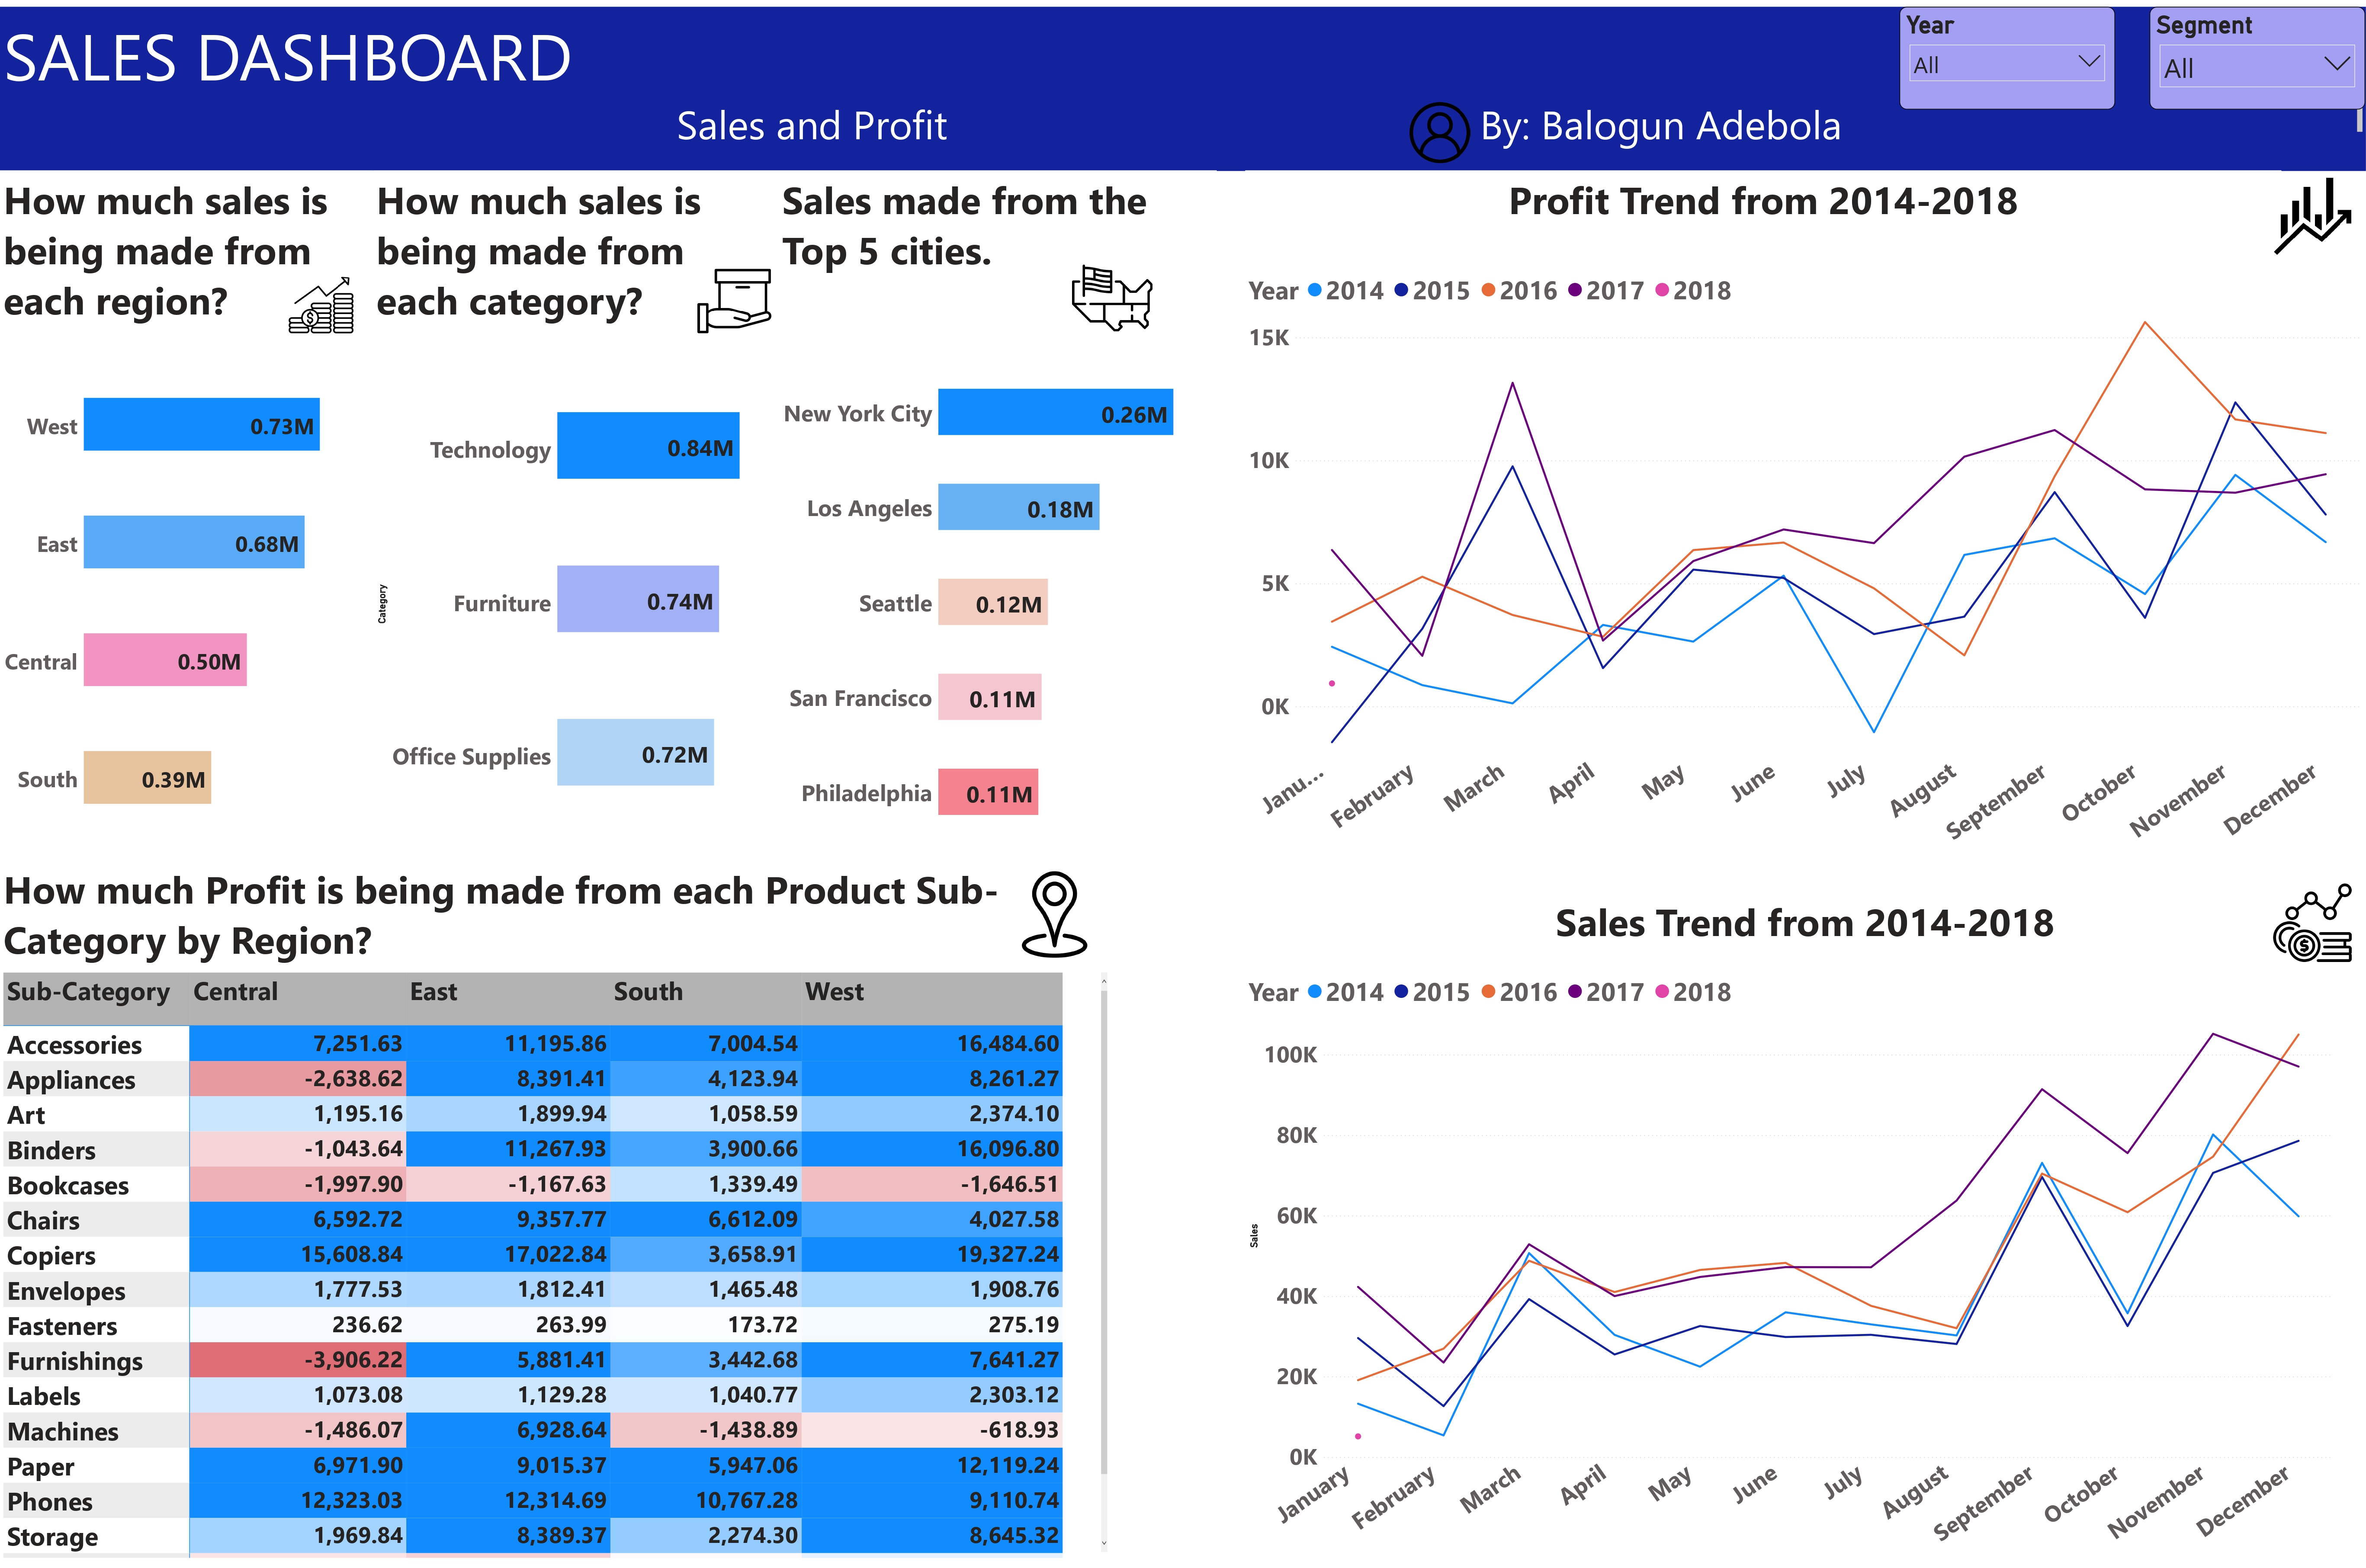 SALES DASHBOARD
Sales and Profit
By: Balogun Adebola
Year
All
Segment
All
How much sales is
being made from
each region?
West 0.73M
East 0.68M
Central 0.50M
South 0.39M
How much sales is
being made from
each category?
Category
Technology 0.84M
Furniture 0.74M
Office Supplies 0.72M
Sales made from the
Top 5 cities.
New York City 0.26M
Los Angeles 0.18M
Seattle 0.12M
San Francisco 0.11M
Philadelphia 0.11M
Profit Trend from 2014-2018
Year 2014 2015 2016 2017 2018
15K
10K
5K
0K
Janu... February March April May June July August September October November December
How much Profit is being made from each Product Sub-
Category by Region?
Sub-Category Central East South West
Accessories 7,251.63 11,195.86 7,004.54 16,484.60
Appliances -2,638.62 8,391.41 4,123.94 8,261.27
Art 1,195.16 1,899.94 1,058.59 2,374.10
Binders -1,043.64 11,267.93 3,900.66 16,096.80
Bookcases -1,997.90 -1,167.63 1,339.49 -1,646.51
Chairs 6,592.72 9,357.77 6,612.09 4,027.58
Copiers 15,608.84 17,022.84 3,658.91 19,327.24
Envelopes 1,777.53 1,812.41 1,465.48 1,908.76
Fasteners 236.62 263.99 173.72 275.19
Furnishings -3,906.22 5,881.41 3,442.68 7,641.27
Labels 1,073.08 1,129.28 1,040.77 2,303.12
Machines -1,486.07 6,928.64 -1,438.89 -618.93
Paper 6,971.90 9,015.37 5,947.06 12,119.24
Phones 12,323.03 12,314.69 10,767.28 9,110.74
Storage 1,969.84 8,389.37 2,274.30 8,645.32
Sales Trend from 2014-2018
Year 2014 2015 2016 2017 2018
Sales
100K
80K
60K
40K
20K
0K
January February March April May June July August September October November December